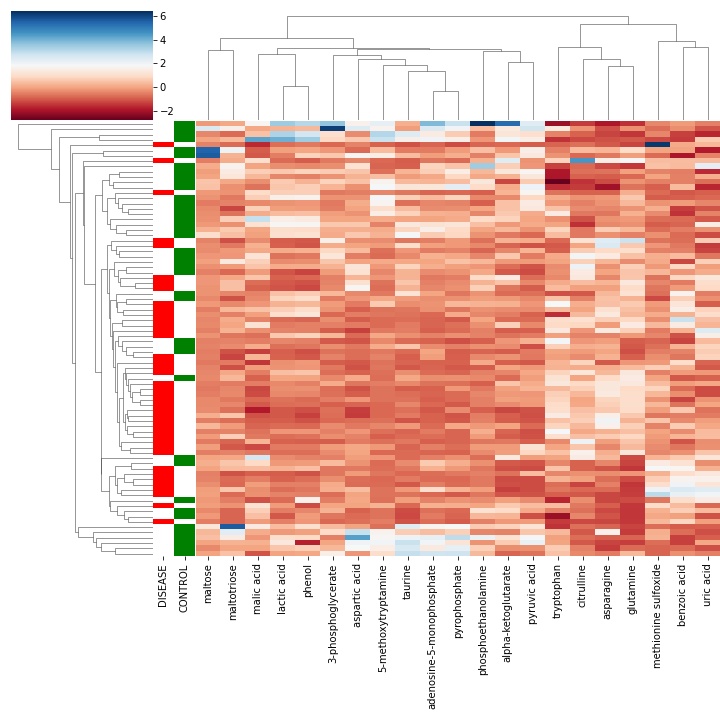 6
4
2
0
−2
DISEASE
CONTROL
maltose
maltotriose
malic acid
lactic acid
phenol
3-phosphoglycerate
aspartic acid
5-methoxytryptamine
taurine
adenosine-5-monophosphate
pyrophosphate
phosphoethanolamine
alpha-ketoglutarate
pyruvic acid
tryptophan
citrulline
asparagine
glutamine
methionine sulfoxide
benzoic acid
uric acid